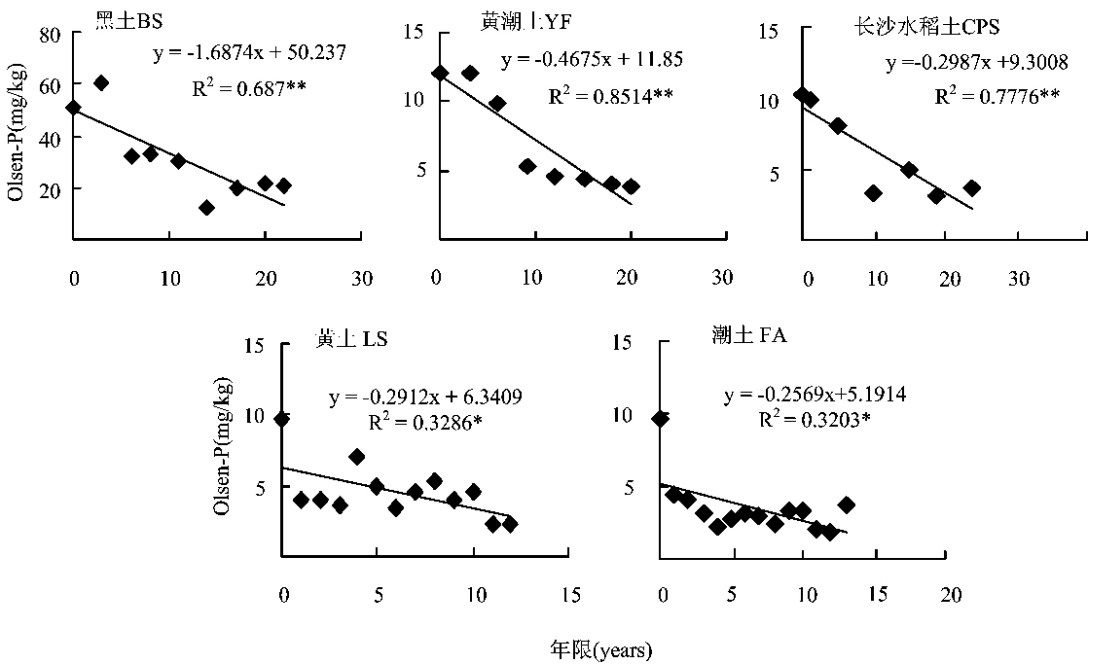 黑土BS
y = -1.6874x + 50.237
R² = 0.687**
Olsen-P(mg/kg)
80
60
40
20
0
10
20
30
黄潮土YF
y = -0.4675x + 11.85
R² = 0.8514**
15
10
5
0
10
20
30
长沙水稻土CPS
y = -0.2987x +9.3008
R² = 0.7776**
15
10
5
0
10
20
30
黄土 LS
y = -0.2912x + 6.3409
R² = 0.3286*
Olsen-P(mg/kg)
15
10
5
0
5
10
15
潮土 FA
y = -0.2569x+5.1914
R² = 0.3203*
15
10
5
0
5
10
15
20
年限(years)